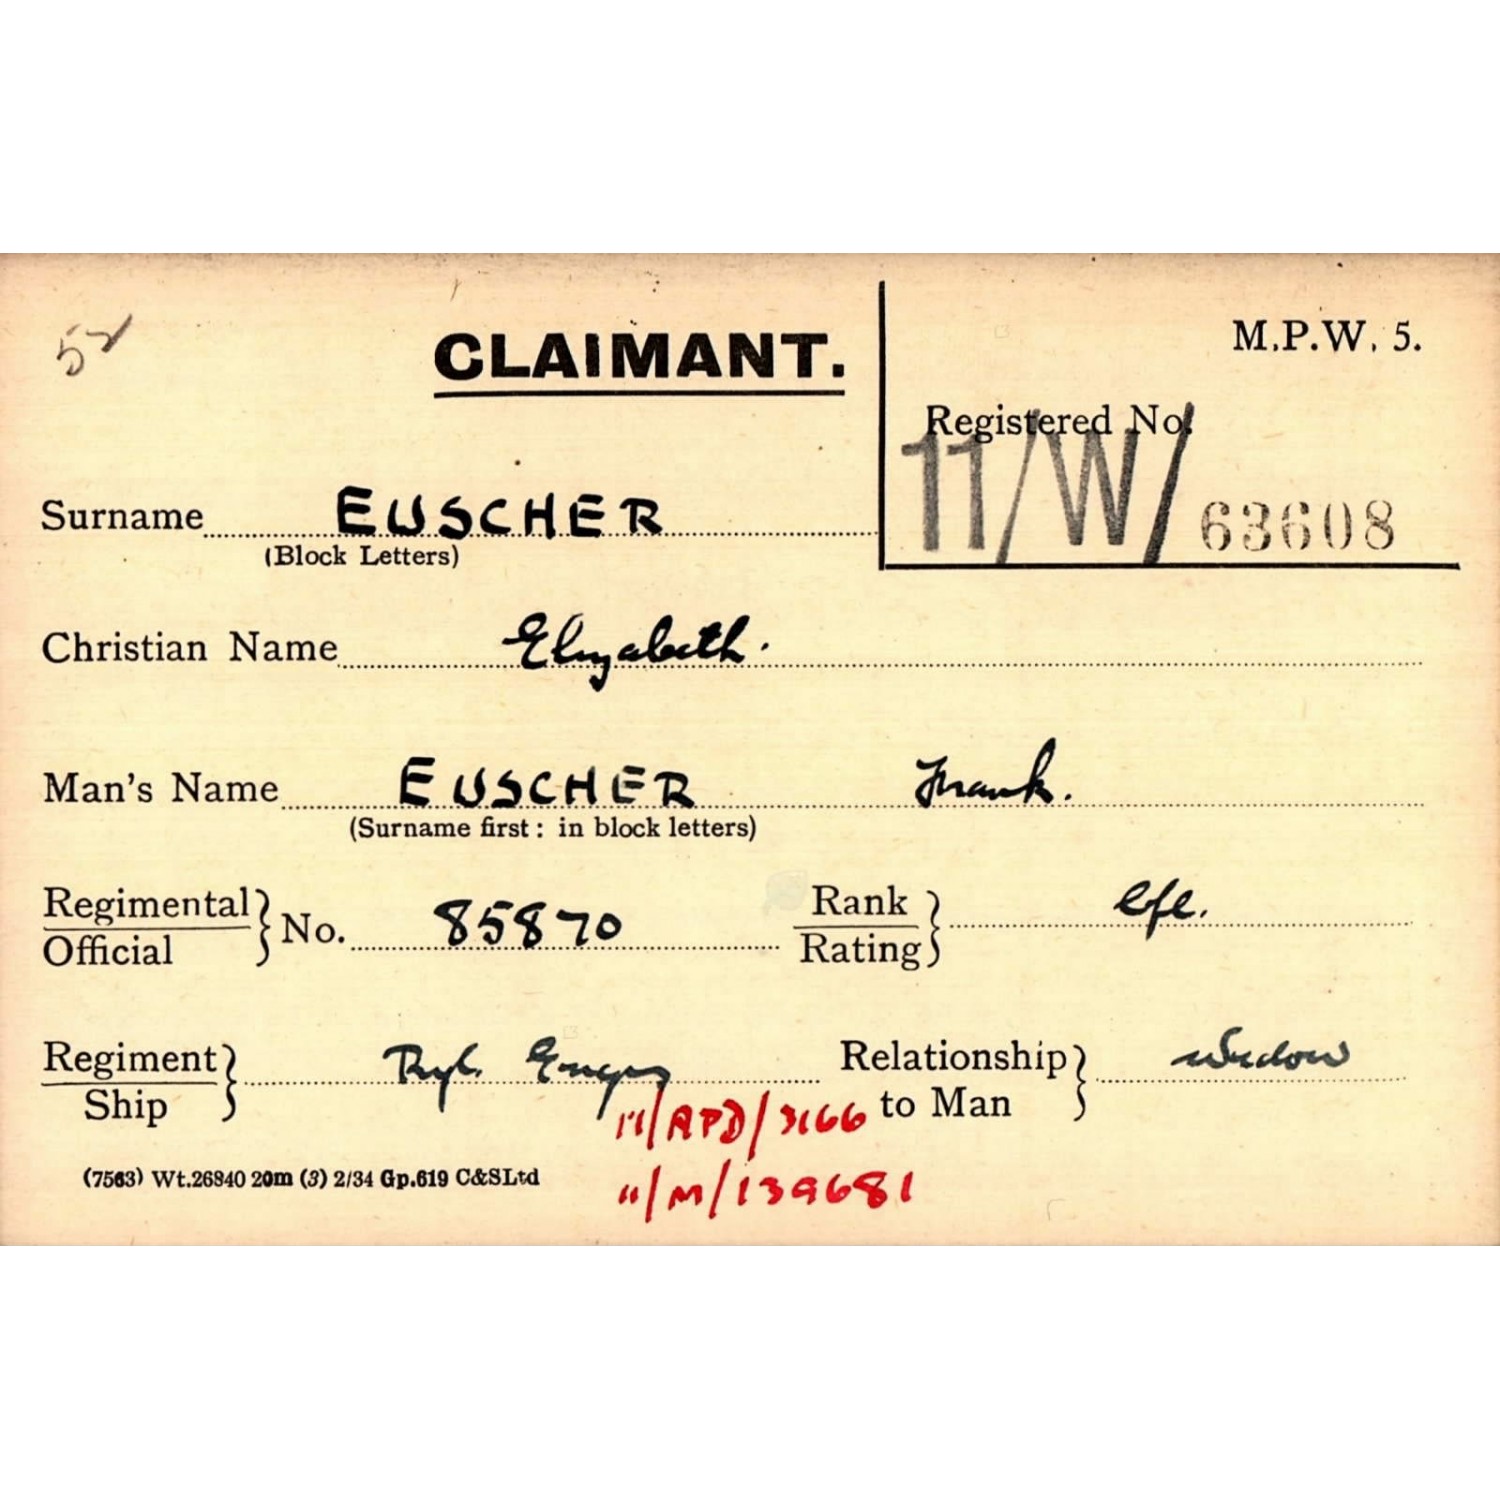 52
CLAIMANT.
M.P.W. 5.
Registered No.
11/W/ 63608
Surname EUSCHER
(Block Letters)
Christian Name Elizabeth.
Man's Name EUSCHER Frank.
(Surname first: in block letters)
Regimental
Official } No. 85870
Rank
Rating } Cpl.
Regiment
Ship } Ryl. Engrs
Relationship
to Man } widow
11/APD/3166
11/M/139681
(7563) Wt.26840 20m (3) 2/34 Gp.619 C&SLtd